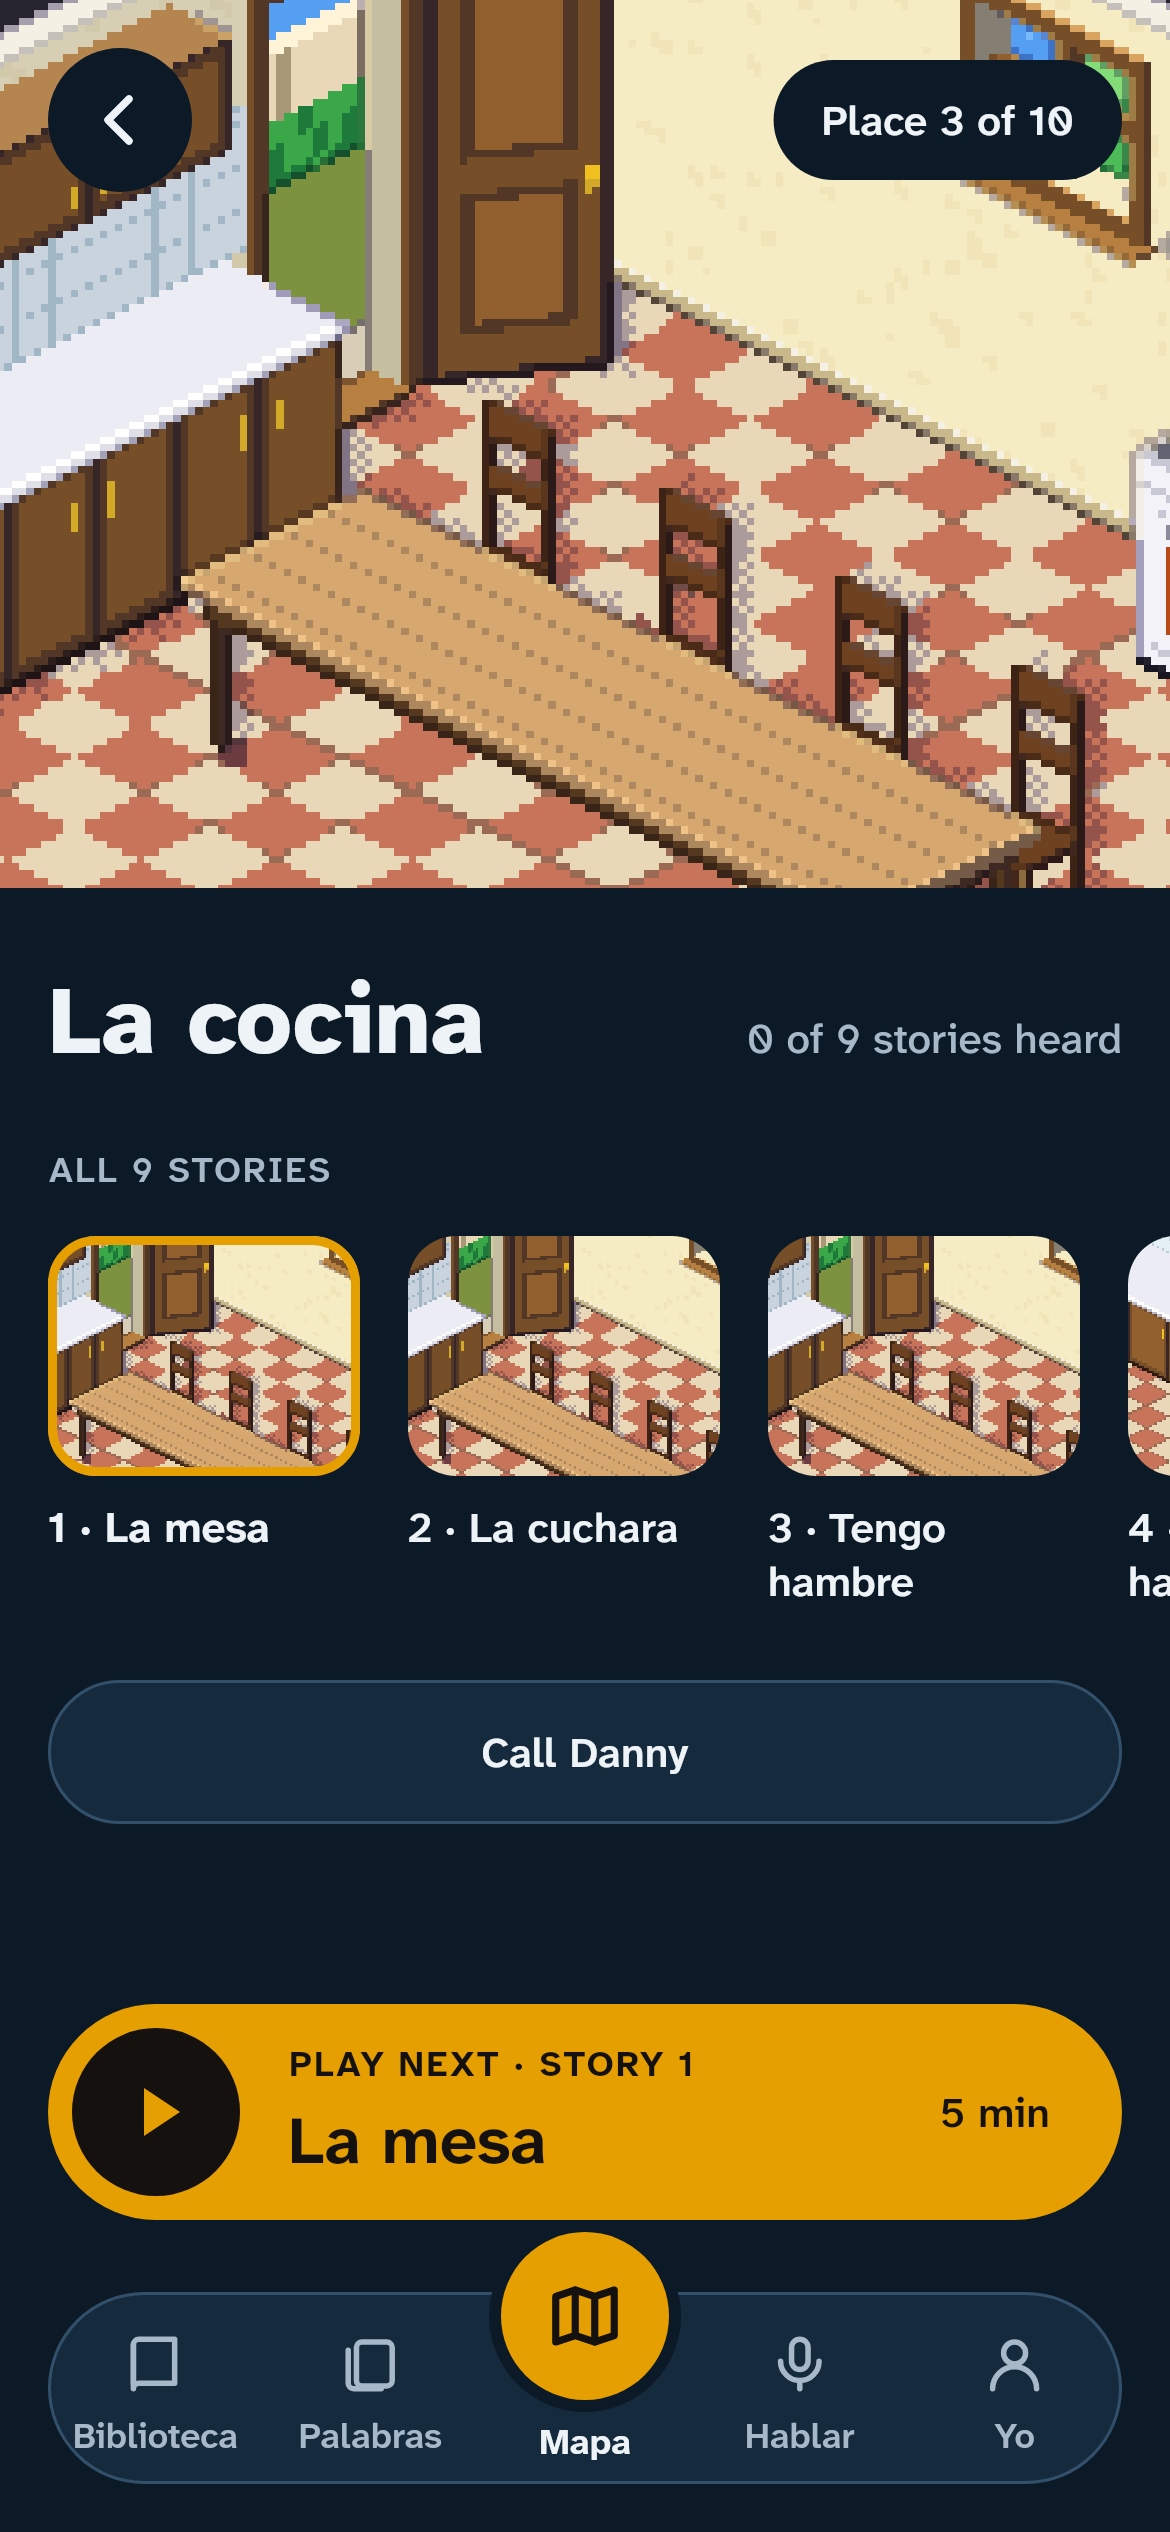 Place 3 of 10
La cocina
0 of 9 stories heard
ALL 9 STORIES
1 · La mesa
2 · La cuchara
3 · Tengo
hambre
4 ·
ha
Call Danny
PLAY NEXT · STORY 1
La mesa
5 min
Biblioteca
Palabras
Mapa
Hablar
Yo